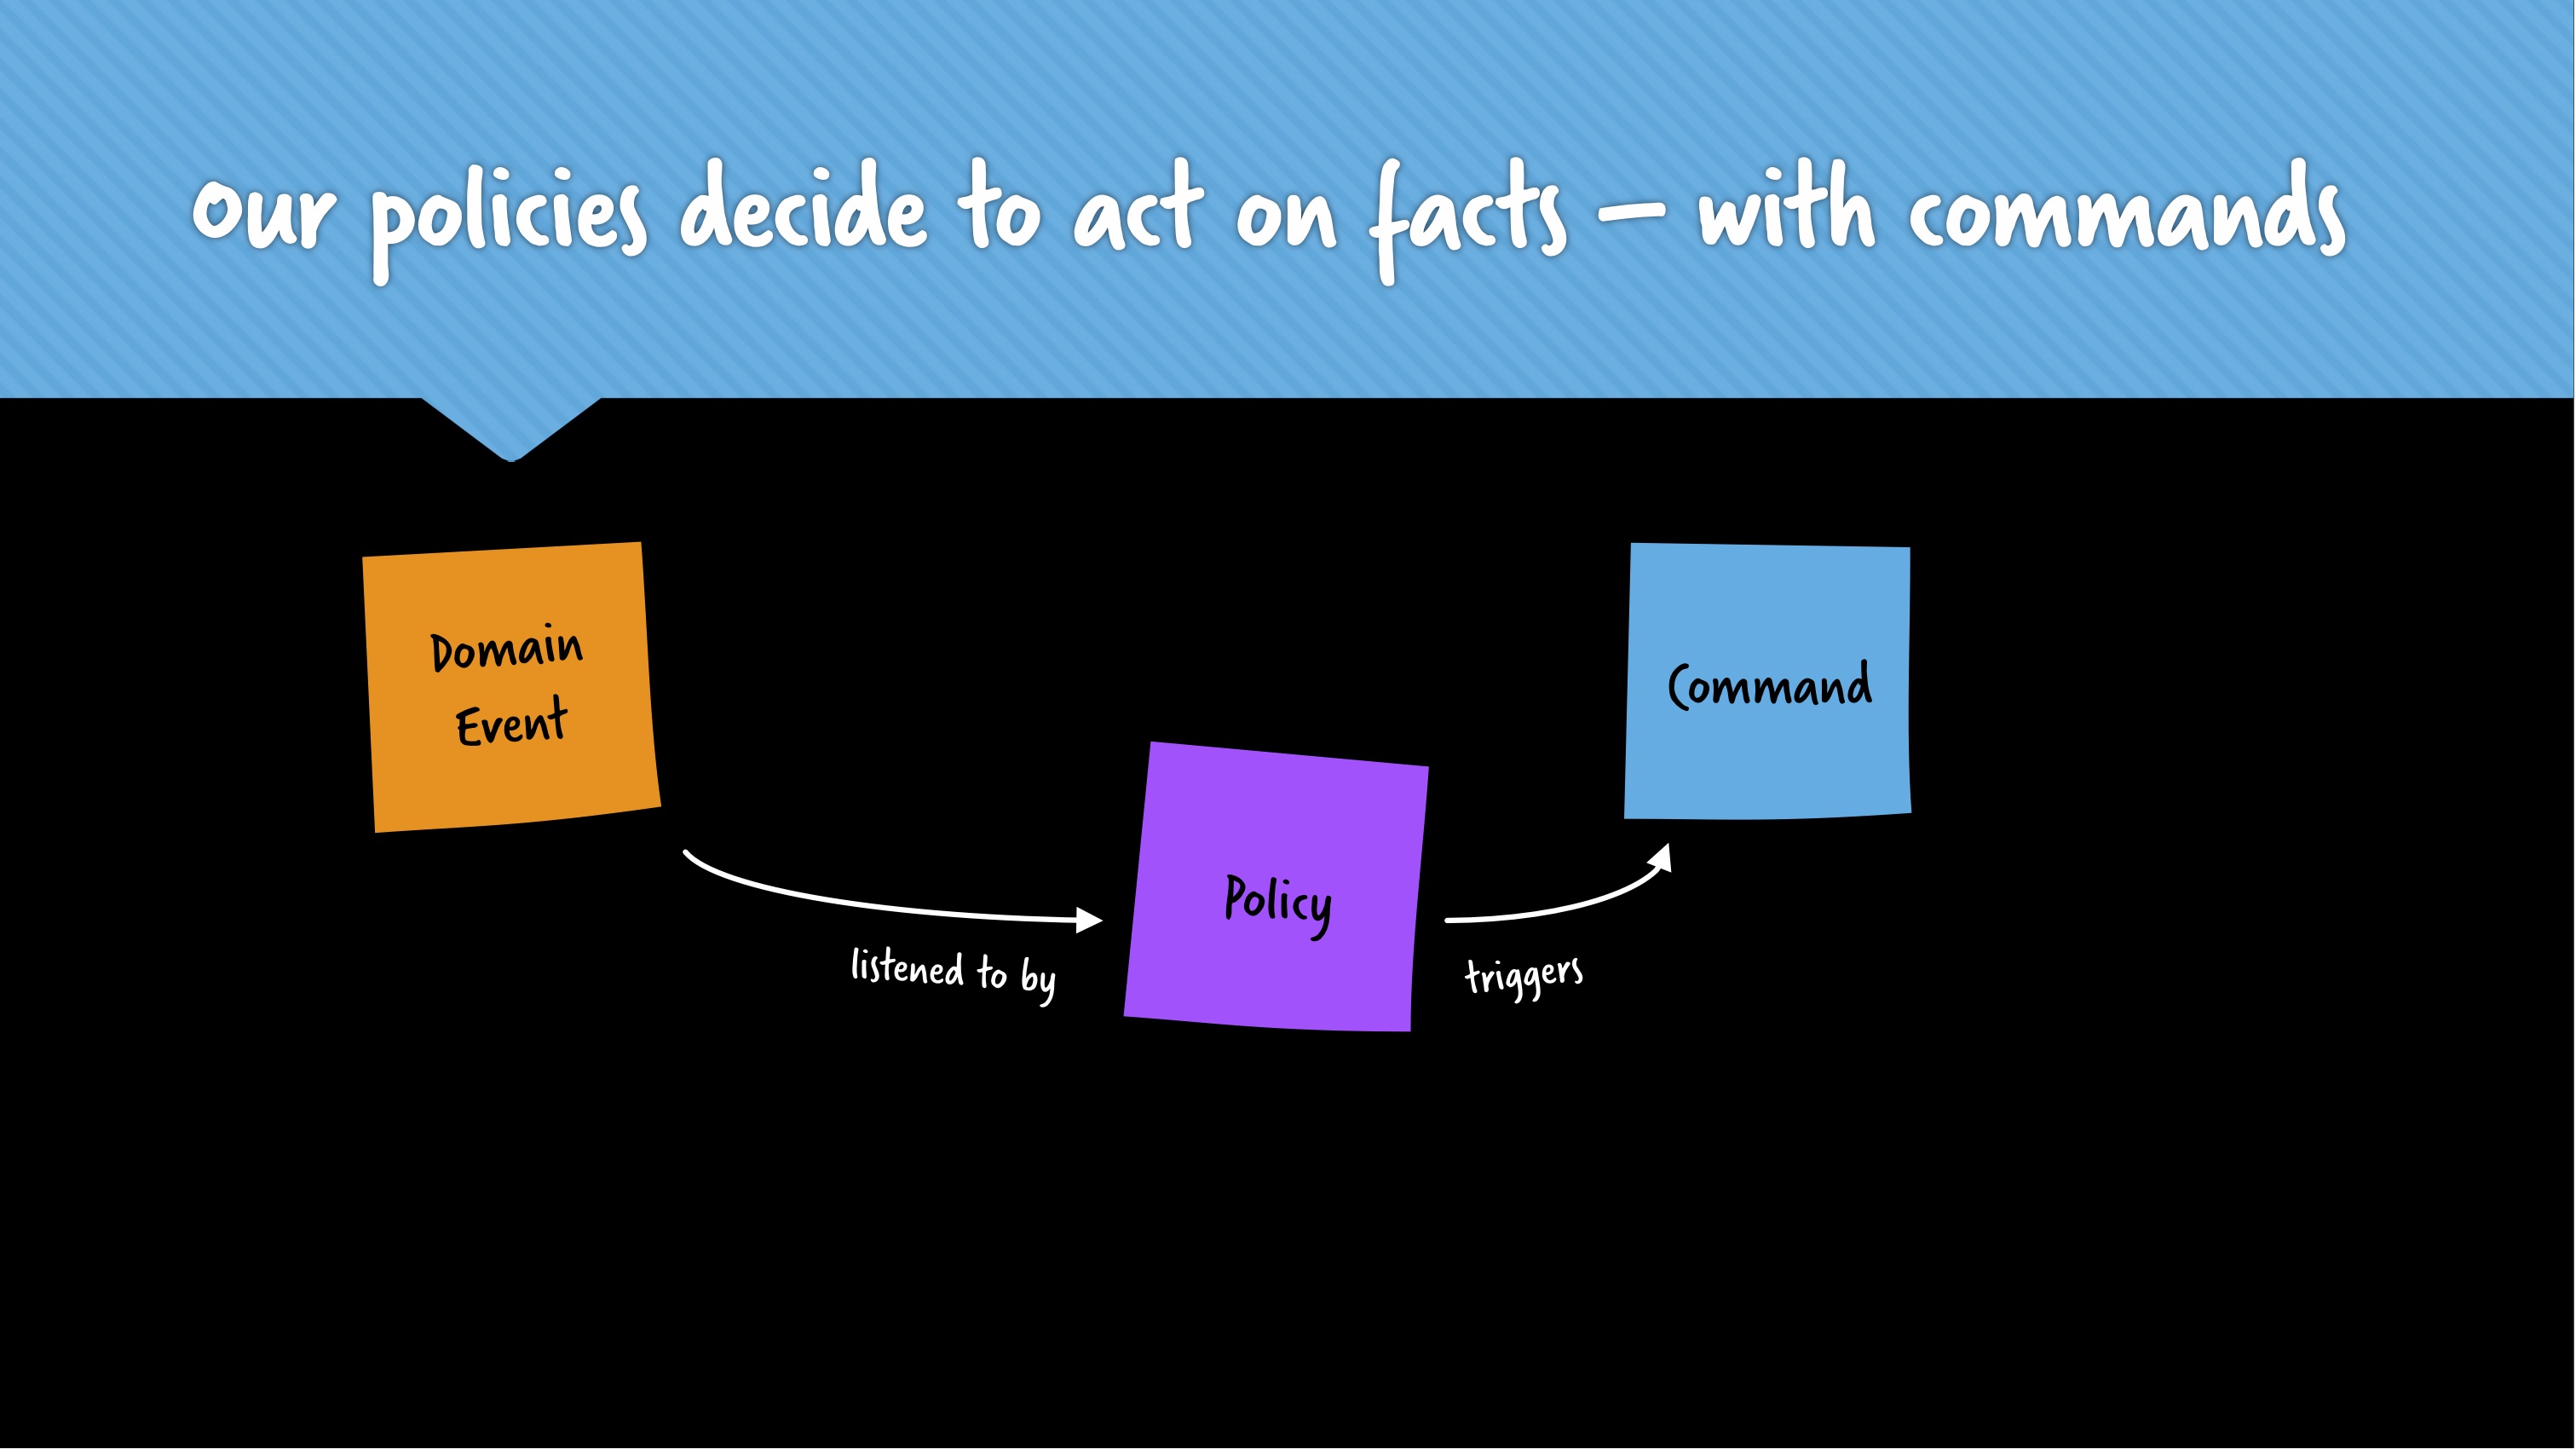 Our policies decide to act on facts – with commands
Domain
Event
Command
Policy
listened to by
triggers